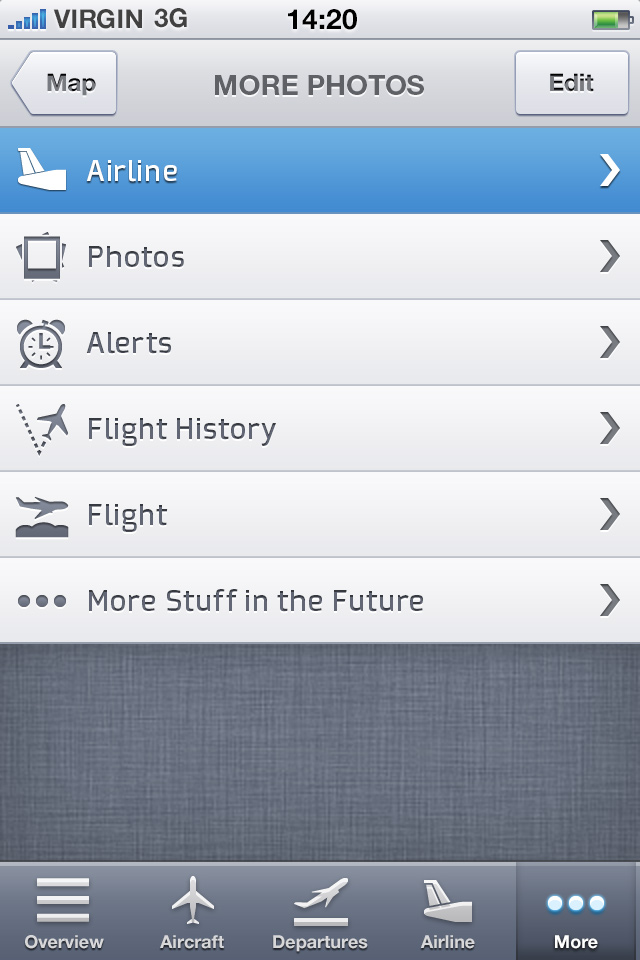 VIRGIN 3G 14:20
Map MORE PHOTOS Edit
Airline
Photos
Alerts
Flight History
Flight
More Stuff in the Future
Overview Aircraft Departures Airline More